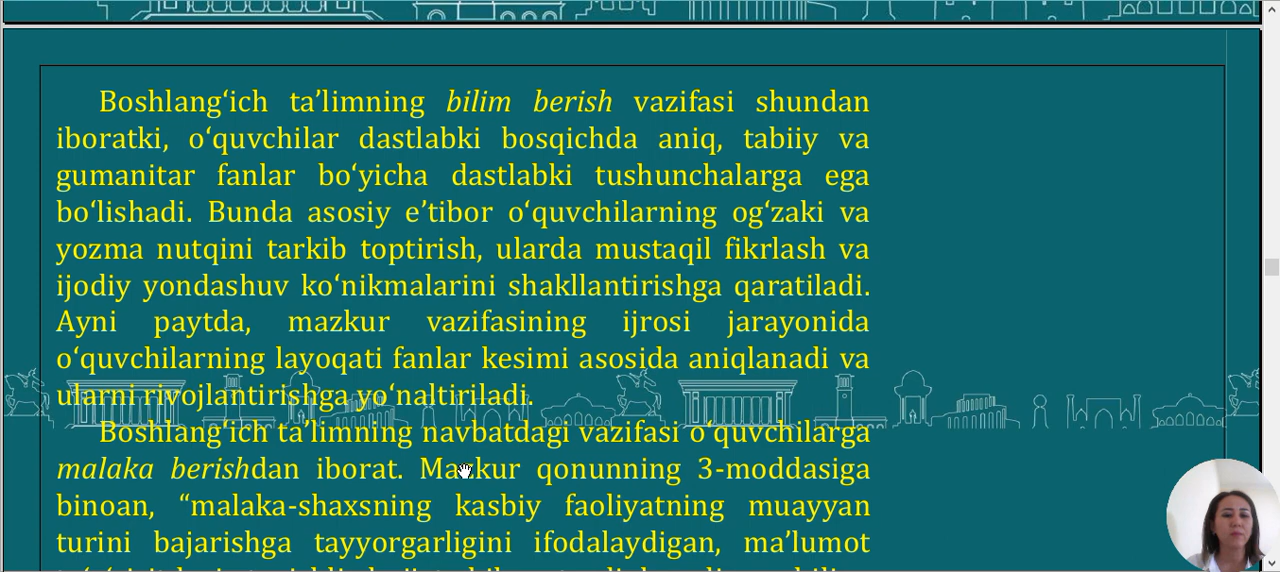 Boshlang‘ich ta’limning bilim berish vazifasi shundan
iboratki, o‘quvchilar dastlabki bosqichda aniq, tabiiy va
gumanitar fanlar bo‘yicha dastlabki tushunchalarga ega
bo‘lishadi. Bunda asosiy e’tibor o‘quvchilarning og‘zaki va
yozma nutqini tarkib toptirish, ularda mustaqil fikrlash va
ijodiy yondashuv ko‘nikmalarini shakllantirishga qaratiladi.
Ayni paytda, mazkur vazifasining ijrosi jarayonida
o‘quvchilarning layoqati fanlar kesimi asosida aniqlanadi va
ularni rivojlantirishga yo‘naltiriladi.
Boshlang‘ich ta’limning navbatdagi vazifasi o‘quvchilarga
malaka berishdan iborat. Mazkur qonunning 3-moddasiga
binoan, “malaka-shaxsning kasbiy faoliyatning muayyan
turini bajarishga tayyorgarligini ifodalaydigan, ma’lumot